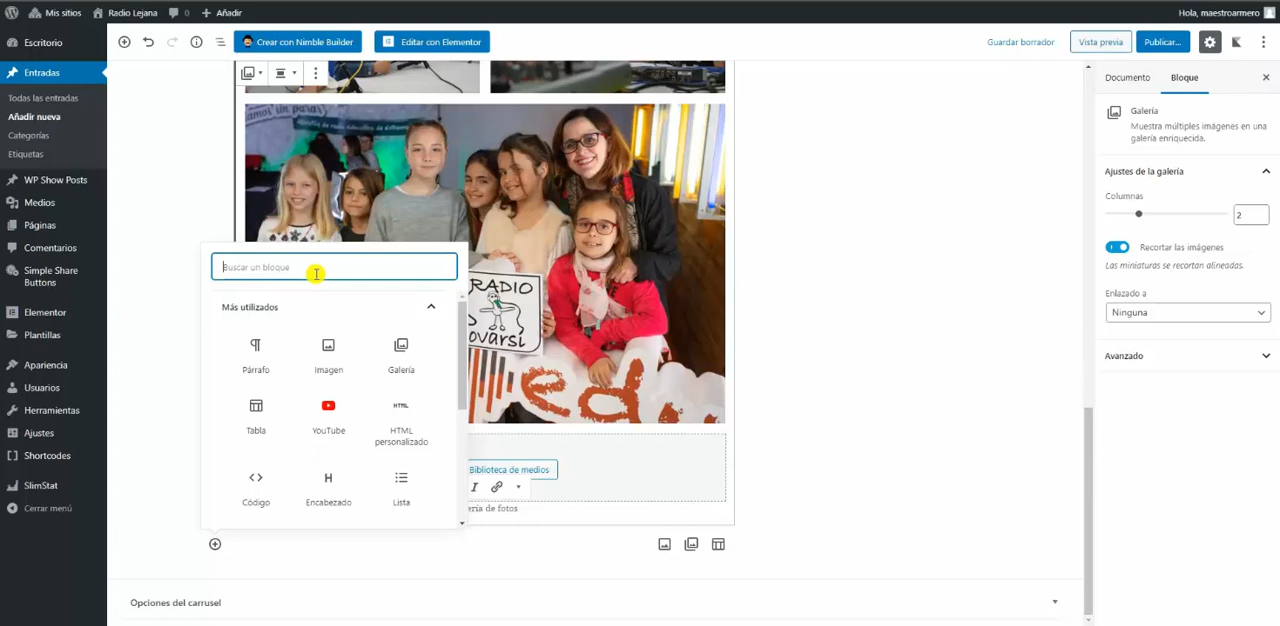 Mis sitios
Radio Lejana
0
Añadir
Hola, maestroarmero
Escritorio
Entradas
Todas las entradas
Añadir nueva
Categorías
Etiquetas
WP Show Posts
Medios
Páginas
Comentarios
Simple Share
Buttons
Elementor
Plantillas
Apariencia
Usuarios
Herramientas
Ajustes
Shortcodes
SlimStat
Cerrar menú
Crear con Nimble Builder
Editar con Elementor
Guardar borrador
Vista previa
Publicar...
RADIO
OVARSI
ed
Buscar un bloque
Más utilizados
Párrafo
Imagen
Galería
Tabla
YouTube
HTML
HTML
personalizado
Código
H
Encabezado
Lista
Biblioteca de medios
ería de fotos
Opciones del carrusel
Documento
Bloque
Galería
Muestra múltiples imágenes en una
galería enriquecida.
Ajustes de la galería
Columnas
2
Recortar las imágenes
Las miniaturas se recortan alineadas.
Enlazado a
Ninguna
Avanzado